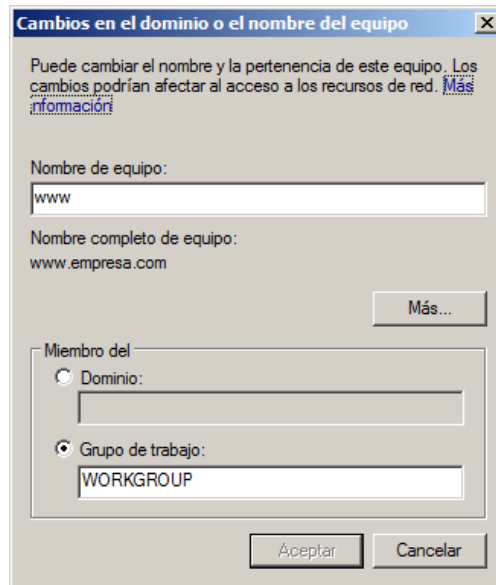 Cambios en el dominio o el nombre del equipo
Puede cambiar el nombre y la pertenencia de este equipo. Los
cambios podrían afectar al acceso a los recursos de red. Más
información
Nombre de equipo:
www
Nombre completo de equipo:
www.empresa.com
Más...
Miembro del
Dominio:
Grupo de trabajo:
WORKGROUP
Aceptar
Cancelar